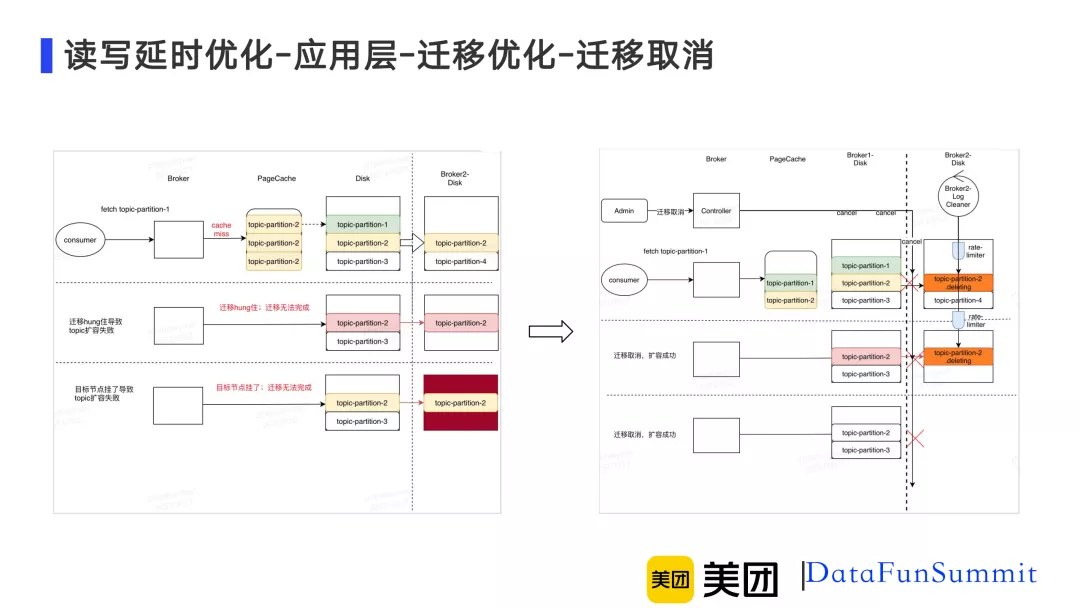 读写延时优化-应用层-迁移优化-迁移取消
Broker
PageCache
Disk
Broker2-
Disk
fetch topic-partition-1
consumer
cache
miss
topic-partition-2
topic-partition-2
topic-partition-2
topic-partition-1
topic-partition-2
topic-partition-3
topic-partition-2
topic-partition-4
迁移hung住导致
topic扩容失败
迁移hung住；迁移无法完成
topic-partition-2
topic-partition-3
topic-partition-2
目标节点挂了导致
topic扩容失败
目标节点挂了；迁移无法完成
topic-partition-2
topic-partition-3
topic-partition-2
Broker
PageCache
Broker1-
Disk
Broker2-
Disk
Broker2-
Log
Cleaner
Admin
迁移取消
Controller
cancel
cancel
cancel
rate-
limiter
fetch topic-partition-1
consumer
topic-partition-1
topic-partition-2
topic-partition-1
topic-partition-2
topic-partition-3
topic-partition-2
.deleting
topic-partition-4
rate-
limiter
迁移取消，扩容成功
topic-partition-2
topic-partition-3
topic-partition-2
.deleting
迁移取消，扩容成功
topic-partition-2
topic-partition-3
美团
美团
DataFunSummit